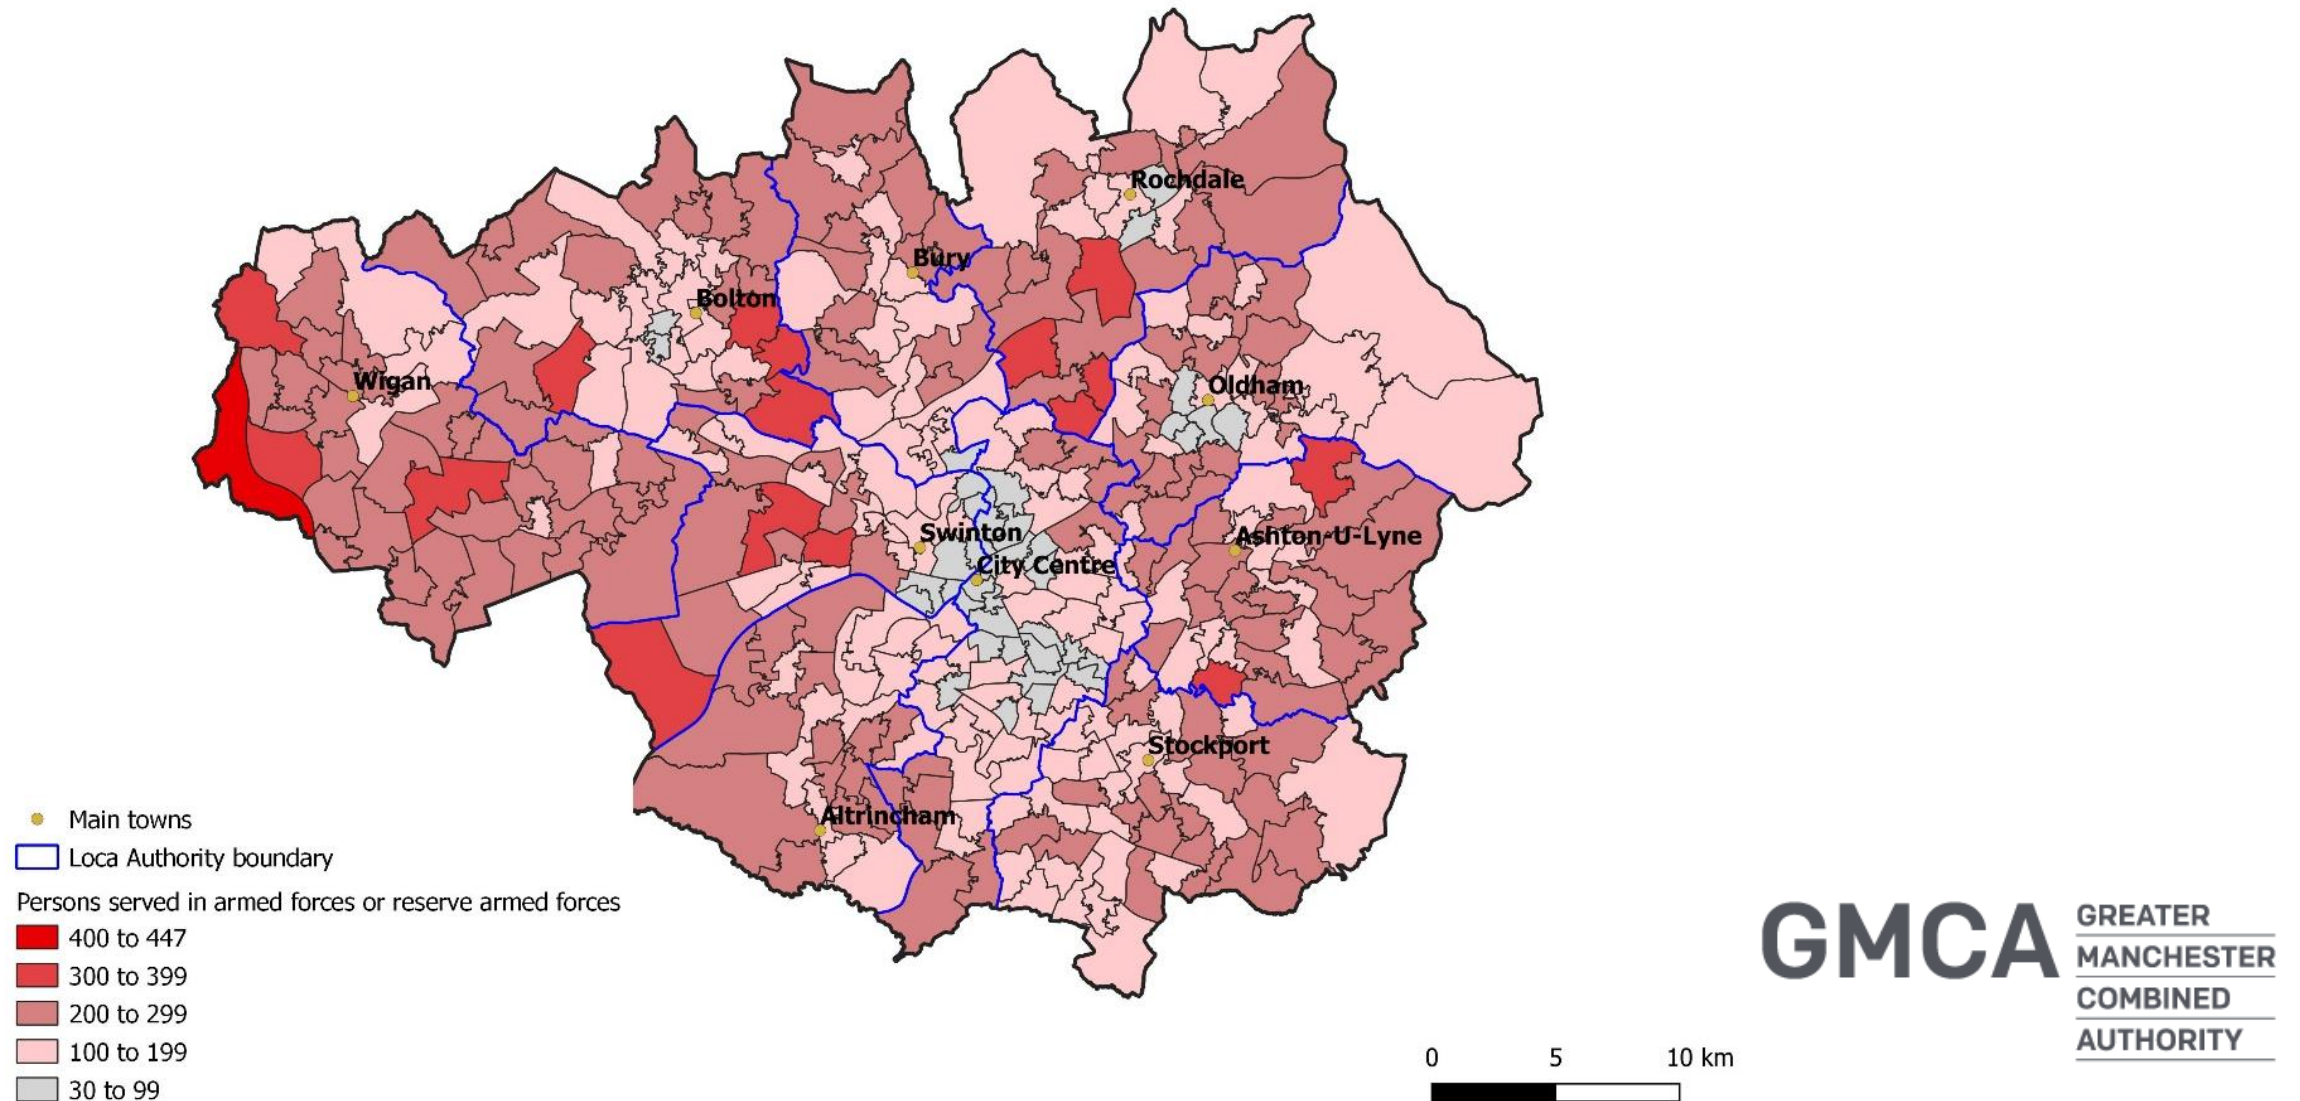 Rochdale
Bury
Bolton
Wigan
Oldham
Swinton
Ashton-U-Lyne
City Centre
Stockport
Altrincham
Main towns
Loca Authority boundary
Persons served in armed forces or reserve armed forces
400 to 447
300 to 399
200 to 299
100 to 199
30 to 99
0 5 10 km
GMCA
GREATER
MANCHESTER
COMBINED
AUTHORITY